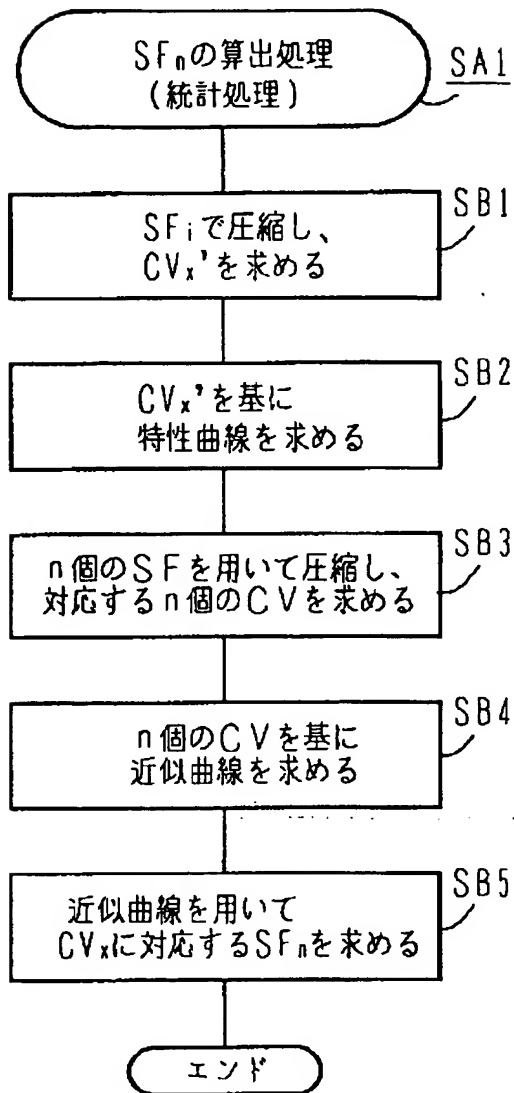 SFnの算出処理
(統計処理)
SA1
SB1
SFiで圧縮し、
CVx'を求める
SB2
CVx'を基に
特性曲線を求める
SB3
n個のSFを用いて圧縮し、
対応するn個のCVを求める
SB4
n個のCVを基に
近似曲線を求める
SB5
近似曲線を用いて
CVxに対応するSFnを求める
エンド